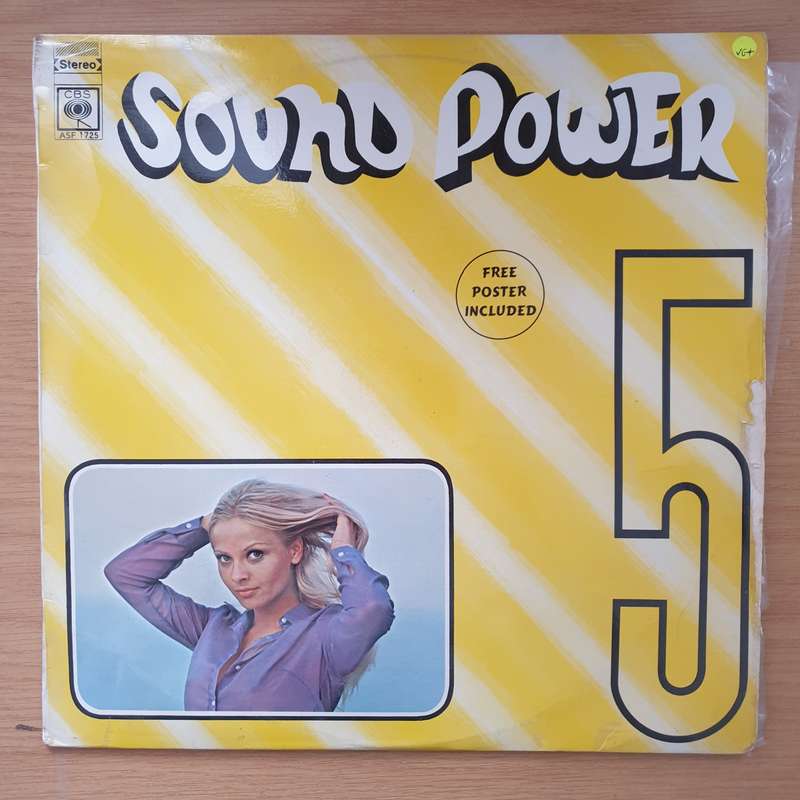 Stereo
CBS
ASF 1725
SOUND POWER
VG+
FREE
POSTER
INCLUDED
5